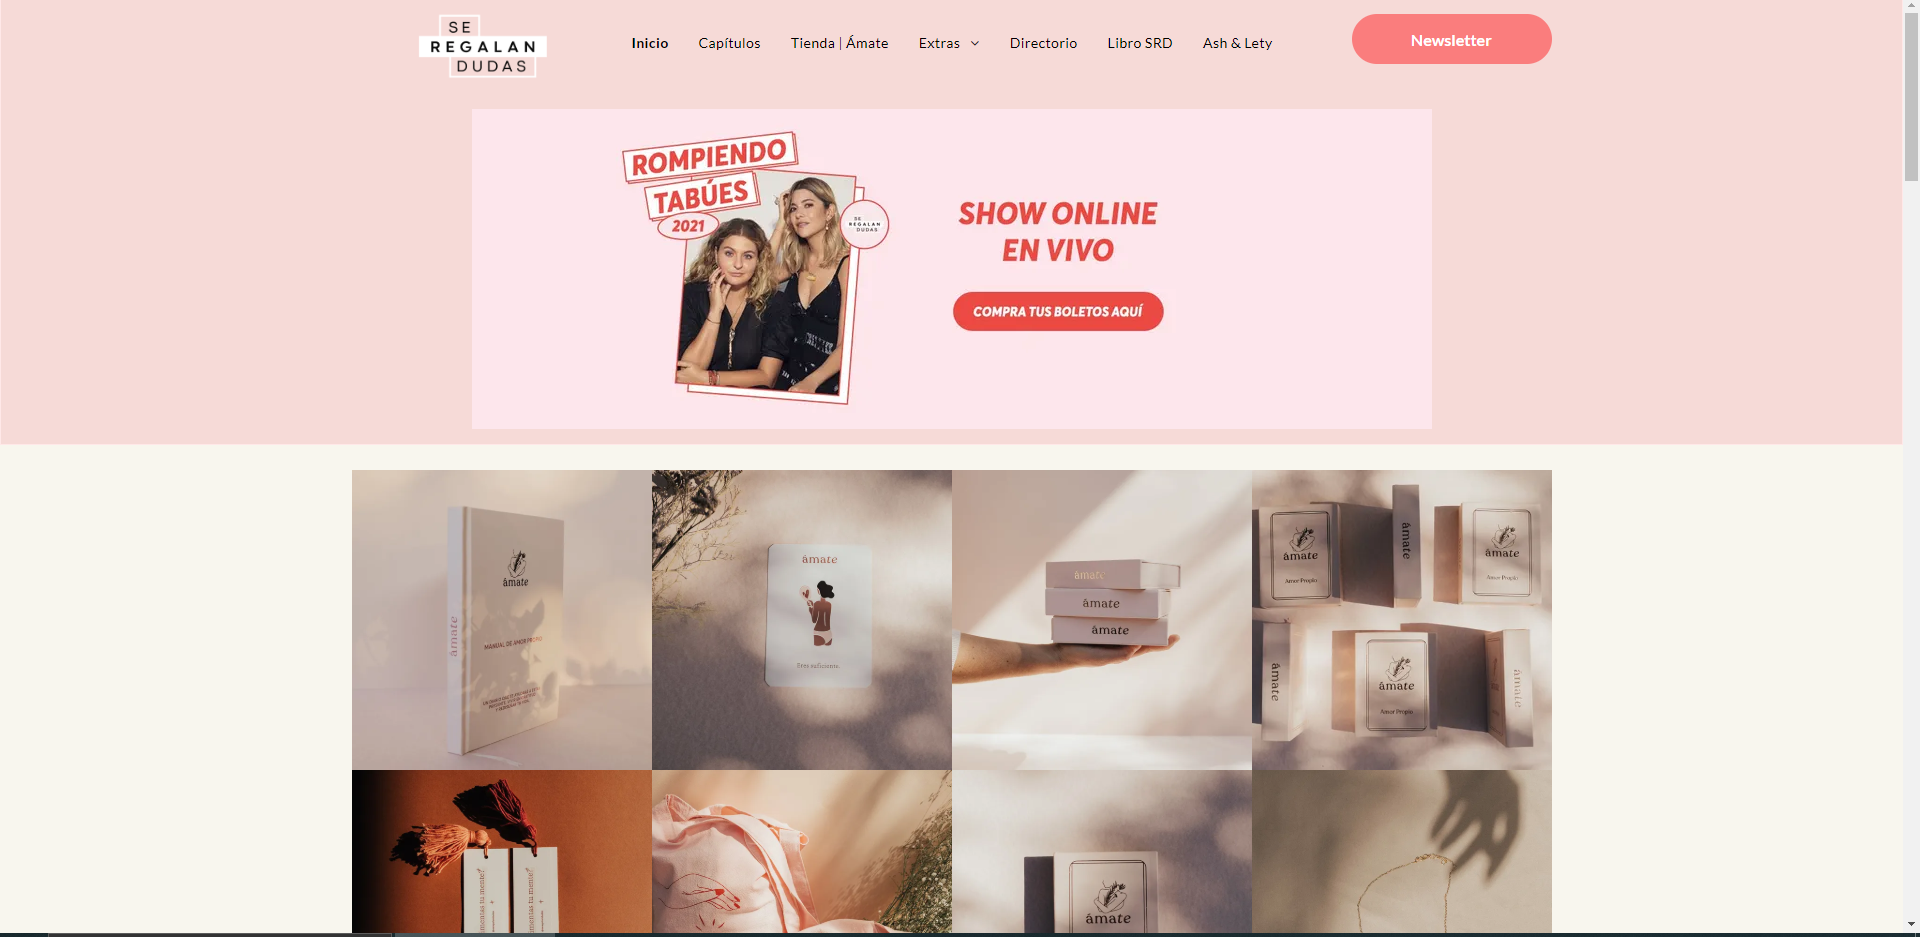 SE
REGALAN
DUDAS
Inicio
Capítulos
Tienda | Ámate
Extras
Directorio
Libro SRD
Ash & Lety
Newsletter
ROMPIENDO
TABÚES
2021
SE
REGALAN
DUDAS
SHOW ONLINE
EN VIVO
COMPRA TUS BOLETOS AQUÍ
ámate
ámate
MANUAL DE AMOR PROPIO
ámate
Eres suficiente.
ámate
ámate
ámate
ámate
Amor Propio
ámate
ámate
Amor Propio
ámate
ámate
Amor Propio
ámate
ámate